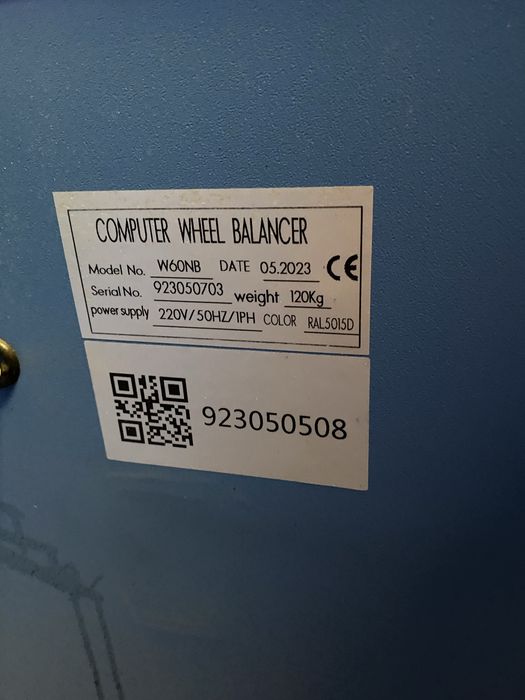 COMPUTER WHEEL BALANCER
Model No. W60NB DATE 05.2023 CE
Serial No. 923050703 weight 120Kg
power supply 220V/50HZ/1PH COLOR RAL5015D
923050508